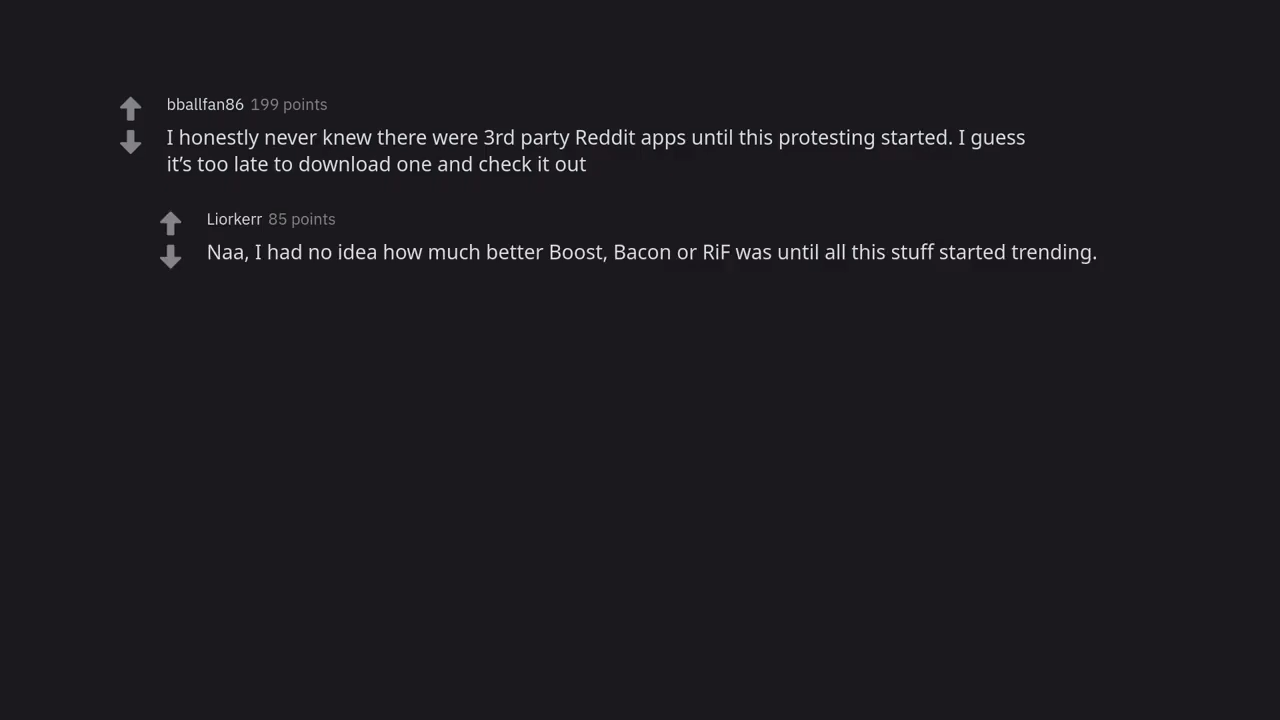 bballfan86 199 points
I honestly never knew there were 3rd party Reddit apps until this protesting started. I guess
it’s too late to download one and check it out
Liorkerr 85 points
Naa, I had no idea how much better Boost, Bacon or RiF was until all this stuff started trending.